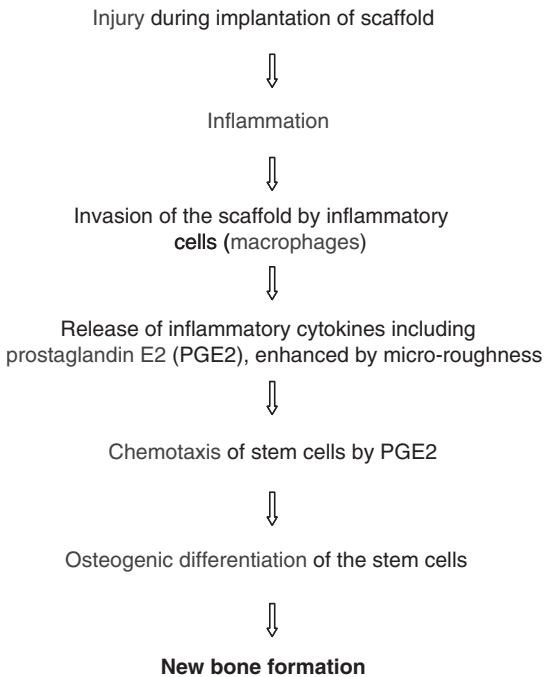 Injury during implantation of scaffold
Inflammation
Invasion of the scaffold by inflammatory
cells (macrophages)
Release of inflammatory cytokines including
prostaglandin E2 (PGE2), enhanced by micro-roughness
Chemotaxis of stem cells by PGE2
Osteogenic differentiation of the stem cells
New bone formation